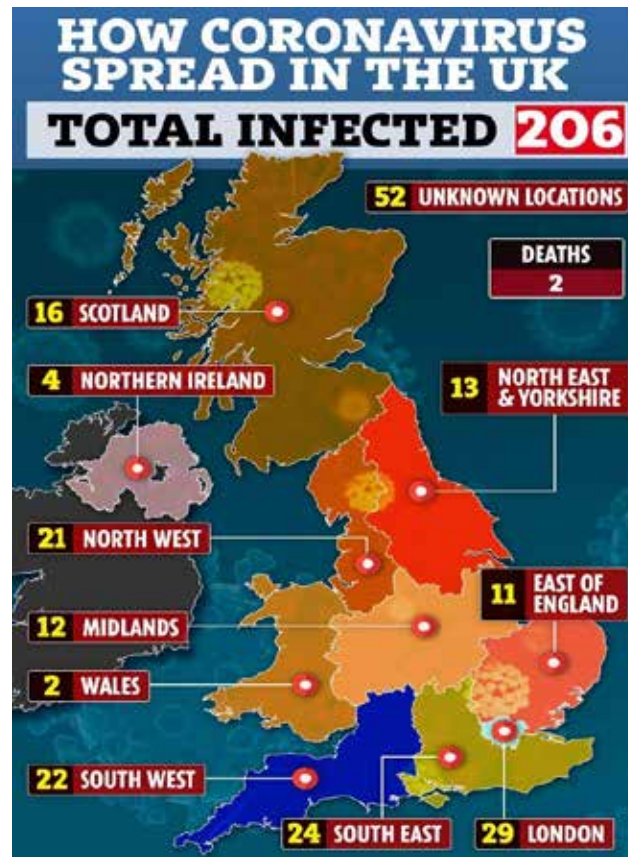 HOW CORONAVIRUS
SPREAD IN THE UK
TOTAL INFECTED 206
52 UNKNOWN LOCATIONS
DEATHS
2
16 SCOTLAND
4 NORTHERN IRELAND
13 NORTH EAST
& YORKSHIRE
21 NORTH WEST
11 EAST OF
ENGLAND
12 MIDLANDS
2 WALES
22 SOUTH WEST
24 SOUTH EAST
29 LONDON